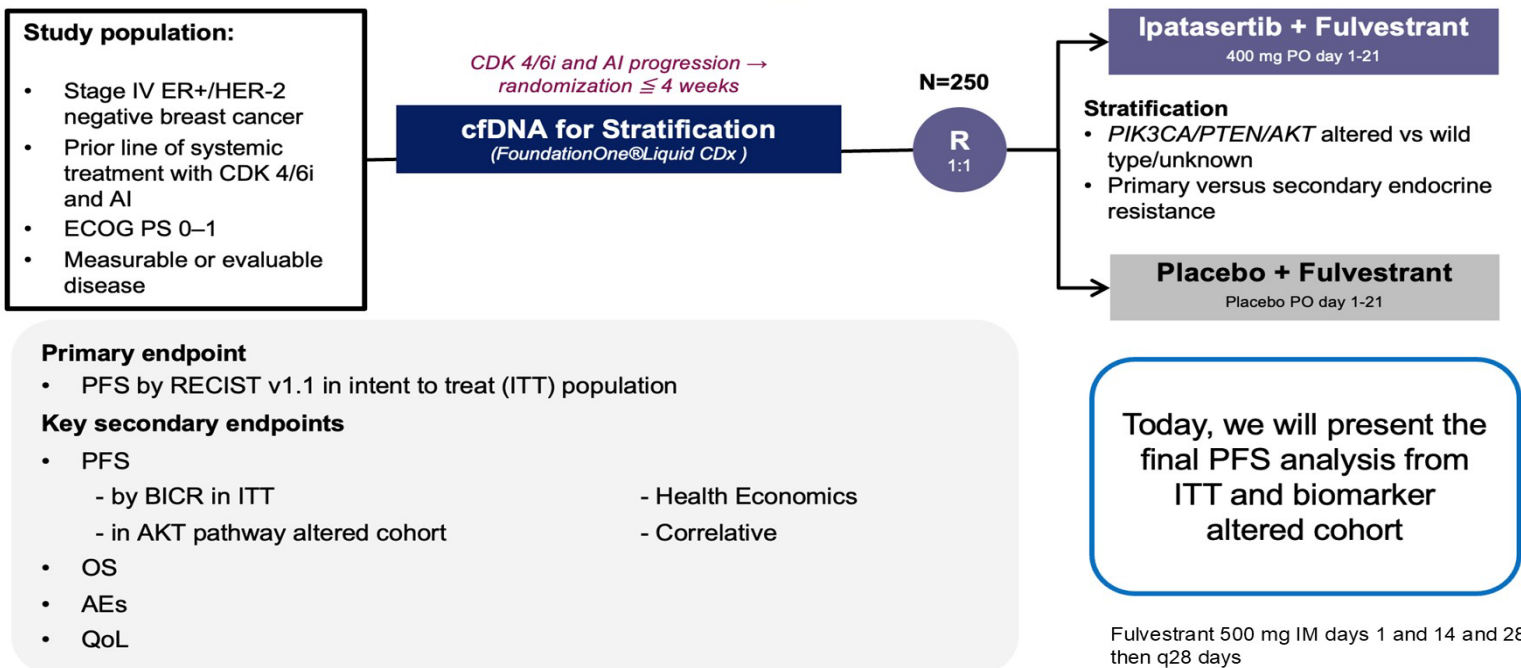 Study population:
• Stage IV ER+/HER-2
negative breast cancer
• Prior line of systemic
treatment with CDK 4/6i
and AI
• ECOG PS 0–1
• Measurable or evaluable
disease
CDK 4/6i and AI progression →
randomization ≦ 4 weeks
cfDNA for Stratification
(FoundationOne®Liquid CDx )
N=250
R
1:1
Ipatasertib + Fulvestrant
400 mg PO day 1-21
Stratification
• PIK3CA/PTEN/AKT altered vs wild
type/unknown
• Primary versus secondary endocrine
resistance
Placebo + Fulvestrant
Placebo PO day 1-21
Primary endpoint
• PFS by RECIST v1.1 in intent to treat (ITT) population
Key secondary endpoints
• PFS
- by BICR in ITT
- in AKT pathway altered cohort
- Health Economics
- Correlative
• OS
• AEs
• QoL
Today, we will present the
final PFS analysis from
ITT and biomarker
altered cohort
Fulvestrant 500 mg IM days 1 and 14 and 28
then q28 days